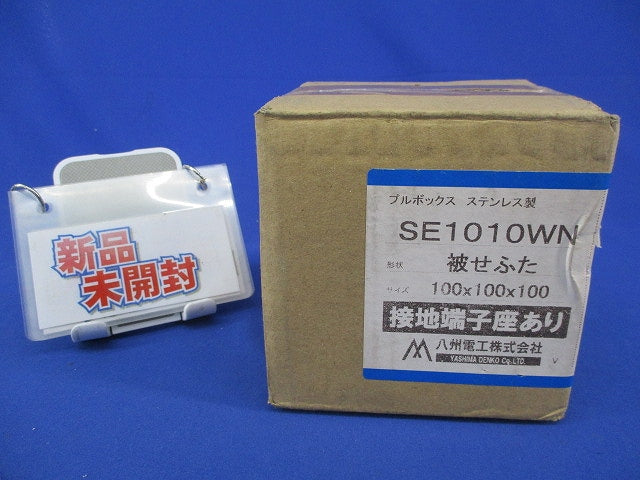 新品
未開封
プルボックス ステンレス製
SE1010WN
形状 被せふた
サイズ 100x100x100
接地端子座あり
八州電工株式会社
YASHIMA DENKO Co.,LTD.